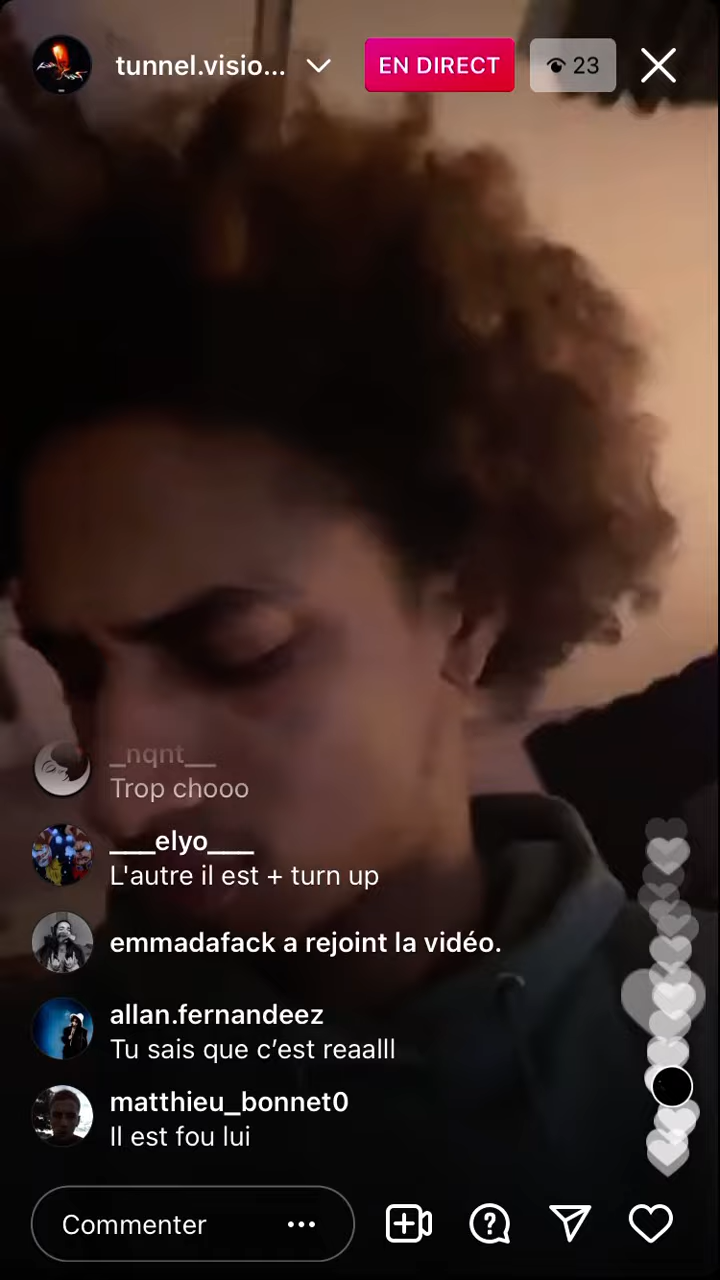 tunnel.visio...
EN DIRECT
23
_nqnt__
Trop chooo
___elyo___
L'autre il est + turn up
emmadafack a rejoint la vidéo.
allan.fernandeez
Tu sais que c’est reaalll
matthieu_bonnet0
Il est fou lui
Commenter